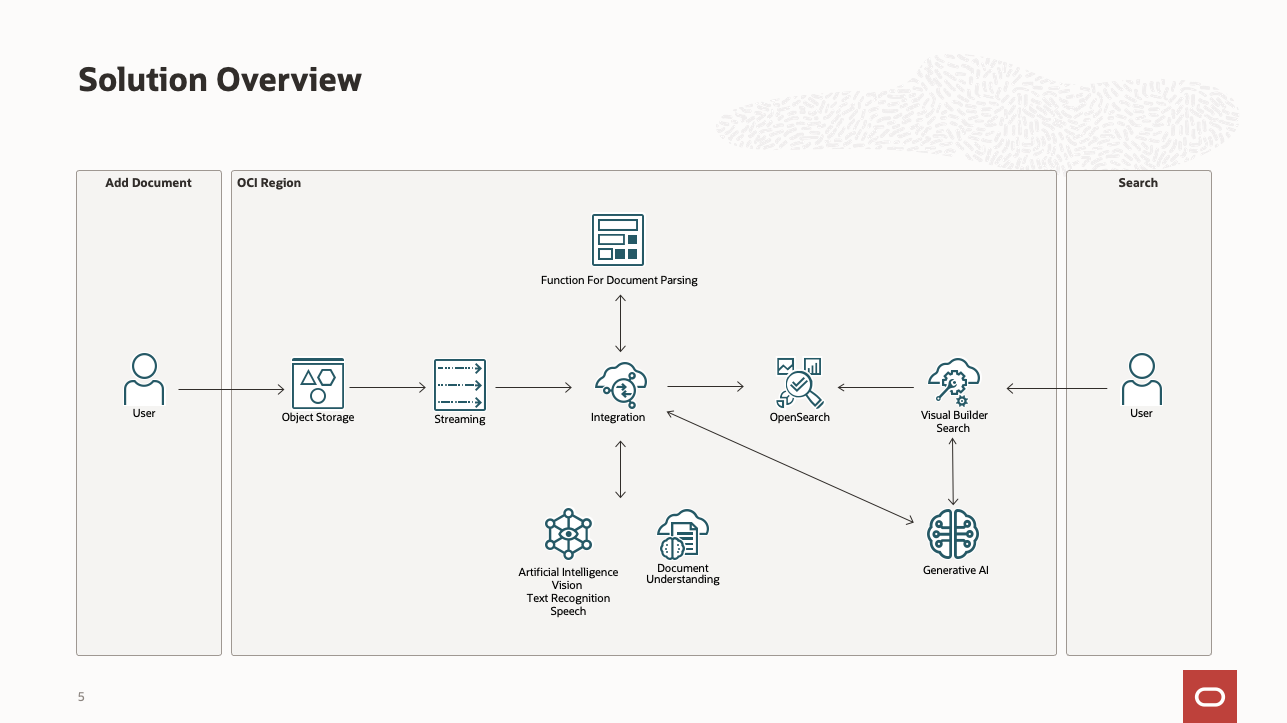 Solution Overview
Add Document
OCI Region
Search
Function For Document Parsing
User
Object Storage
Streaming
Integration
OpenSearch
Visual Builder
Search
User
Artificial Intelligence
Vision
Text Recognition
Speech
Document
Understanding
Generative AI
5